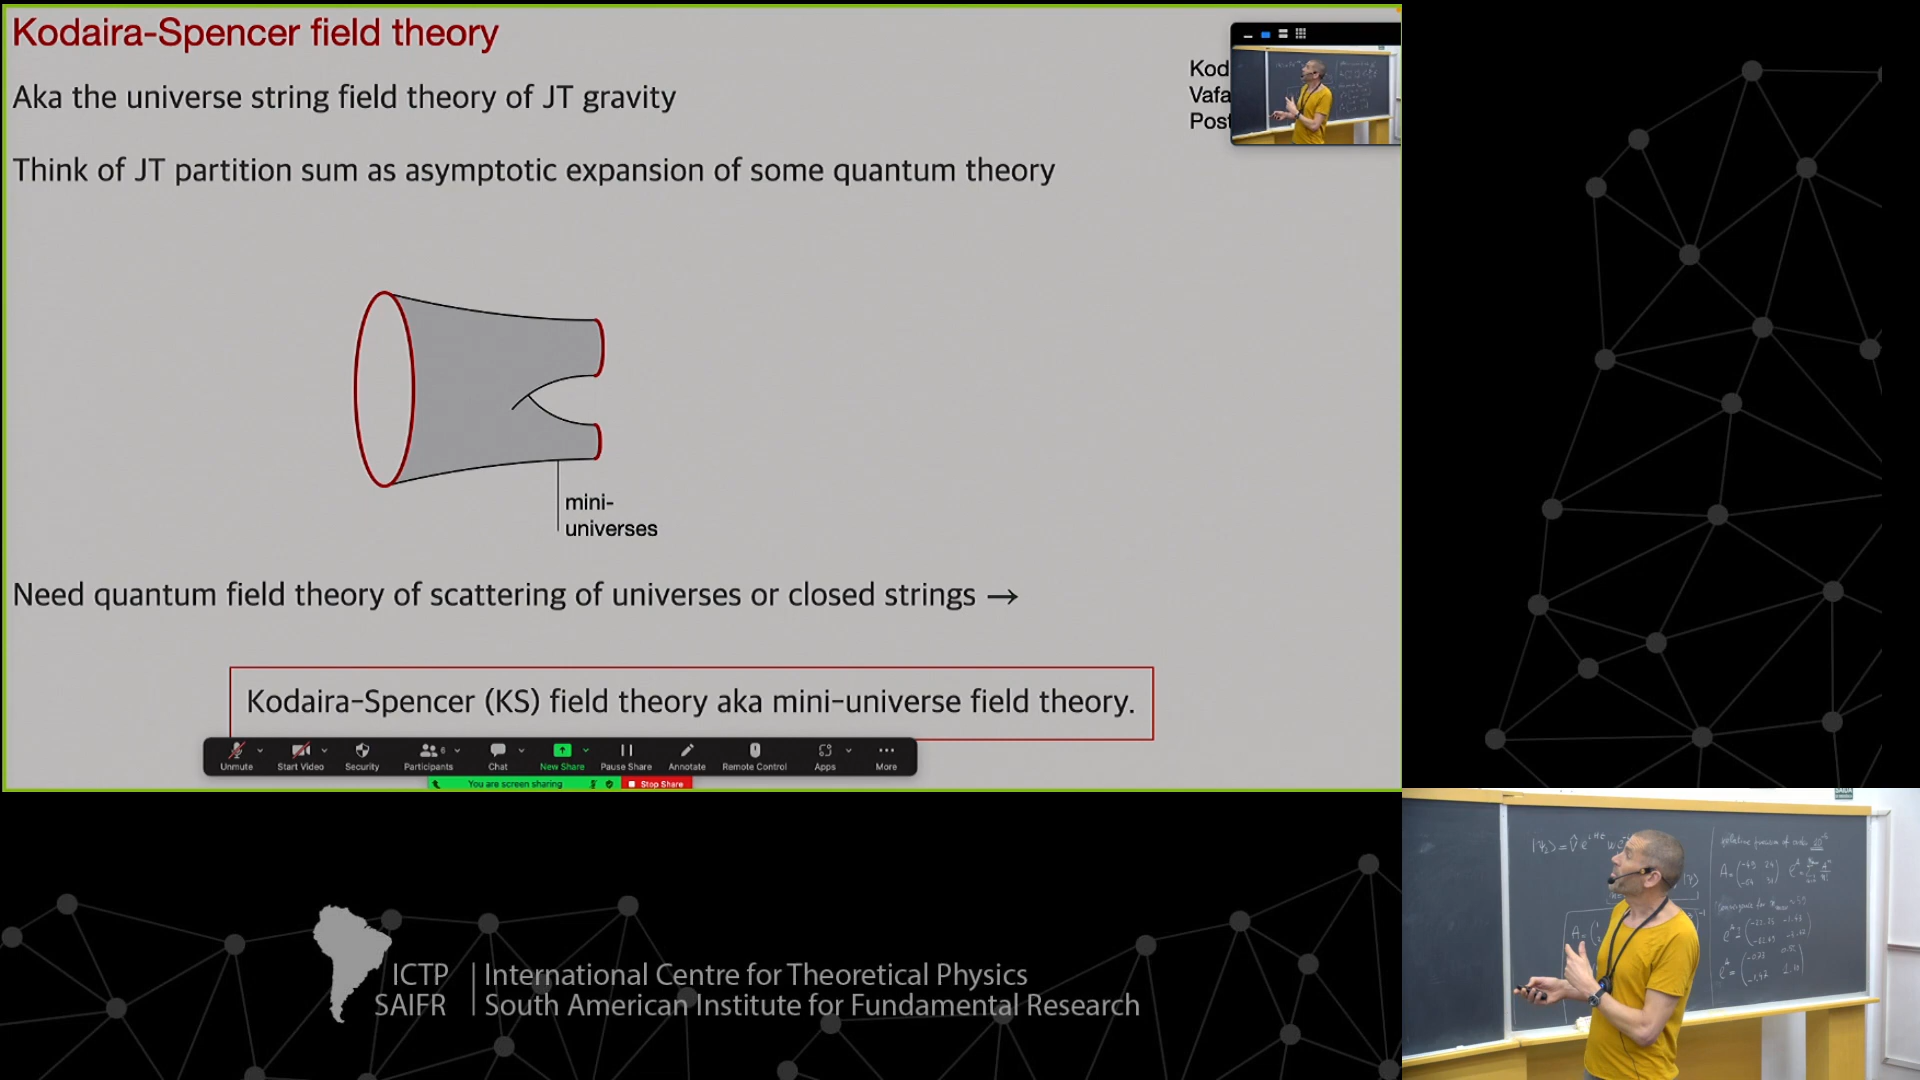 Kodaira-Spencer field theory
Aka the universe string field theory of JT gravity
Kod
Vafa
Post
Think of JT partition sum as asymptotic expansion of some quantum theory
mini-
universes
Need quantum field theory of scattering of universes or closed strings →
Kodaira-Spencer (KS) field theory aka mini-universe field theory.
Unmute
Start Video
Security
Participants 6
Chat
New Share
Pause Share
Annotate
Remote Control
Apps
More
You are screen sharing
Stop Share
ICTP | International Centre for Theoretical Physics
SAIFR | South American Institute for Fundamental Research